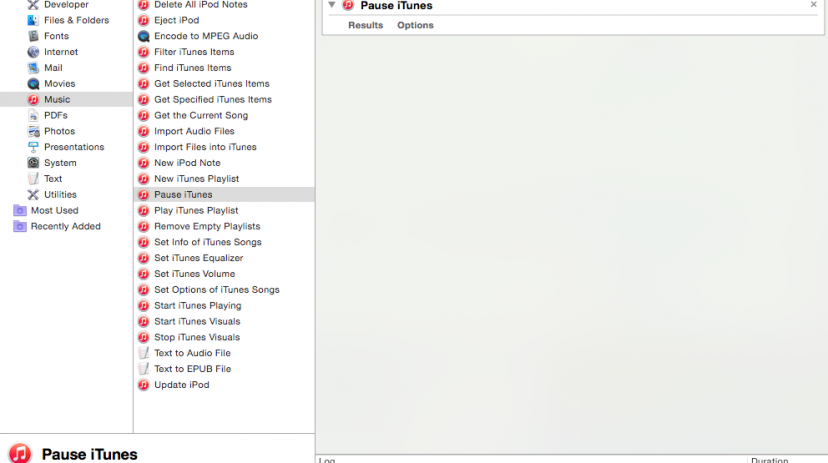 Developer
Files & Folders
Fonts
Internet
Mail
Movies
Music
PDFs
Photos
Presentations
System
Text
Utilities
Most Used
Recently Added
Delete All iPod Notes
Eject iPod
Encode to MPEG Audio
Filter iTunes Items
Find iTunes Items
Get Selected iTunes Items
Get Specified iTunes Items
Get the Current Song
Import Audio Files
Import Files into iTunes
New iPod Note
New iTunes Playlist
Pause iTunes
Play iTunes Playlist
Remove Empty Playlists
Set Info of iTunes Songs
Set iTunes Equalizer
Set iTunes Volume
Set Options of iTunes Songs
Start iTunes Playing
Start iTunes Visuals
Stop iTunes Visuals
Text to Audio File
Text to EPUB File
Update iPod
Pause iTunes
Pause iTunes
Results Options
Log Duration